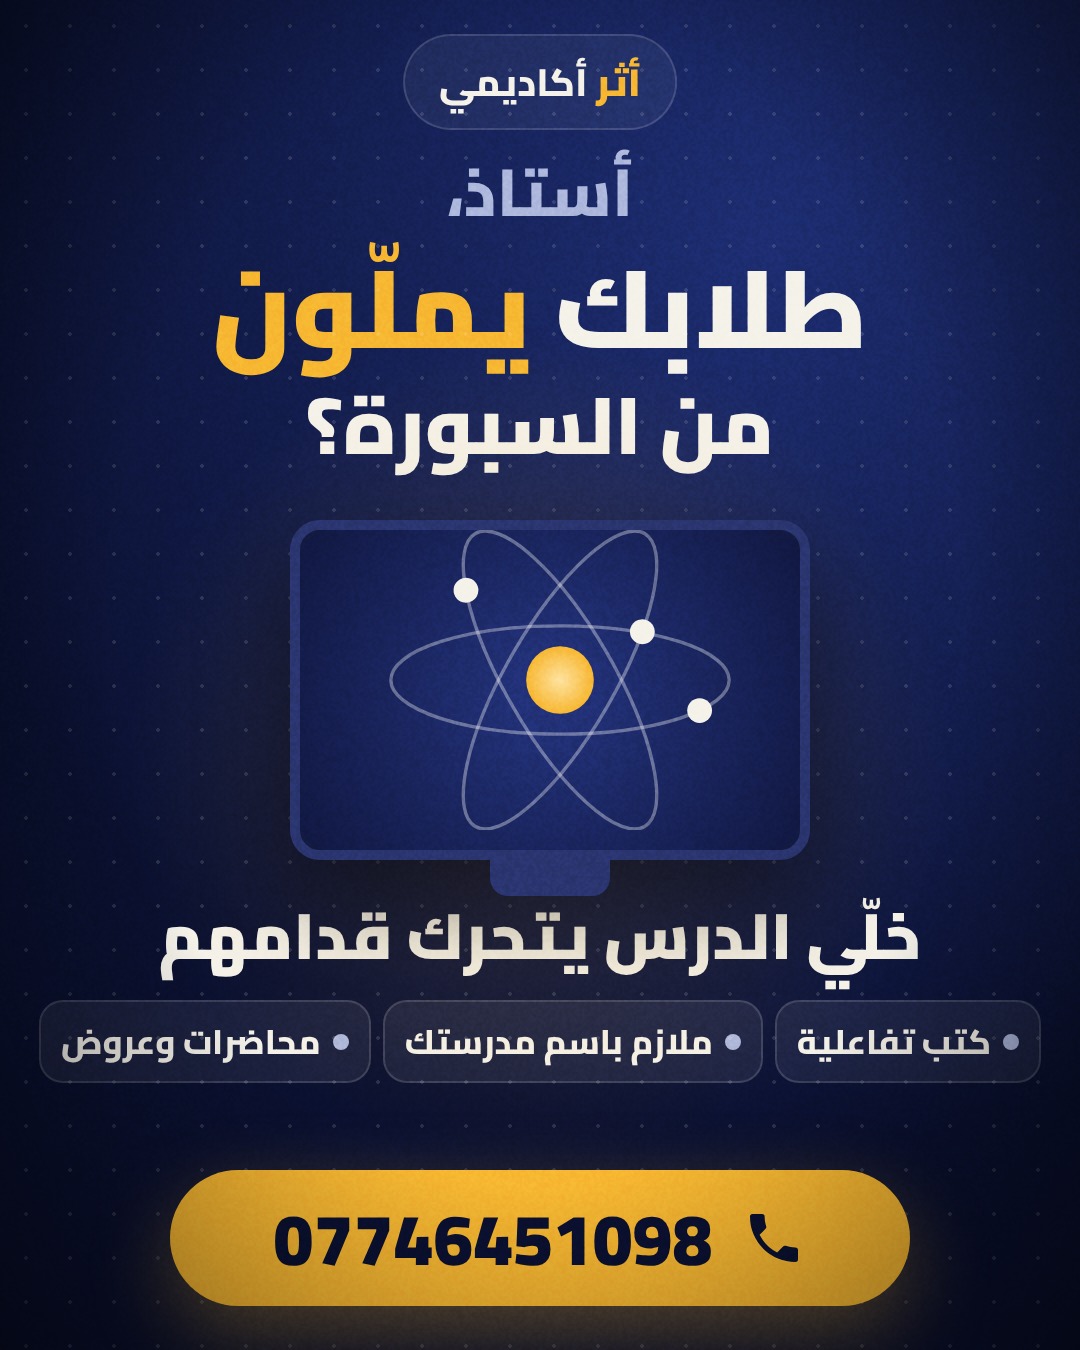 أثر أكاديمي
أستاذ،
طلابك يملّون
من السبورة؟
خلّي الدرس يتحرك قدامهم
كتب تفاعلية
ملازم باسم مدرستك
محاضرات وعروض
07746451098